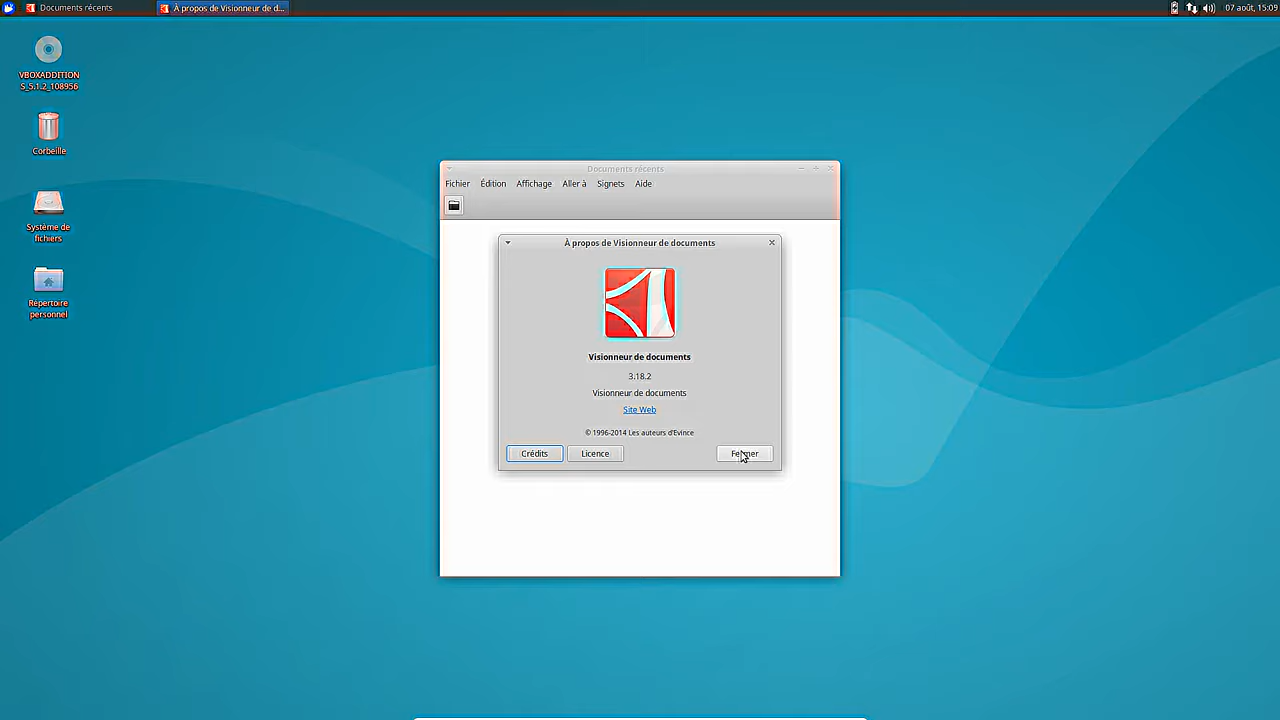 Documents récents
À propos de Visionneur de d...
07 août, 15:09
VBOXADDITION
S_5.1.2_108956
Corbeille
Système de
fichiers
Répertoire
personnel
Documents récents
Fichier Édition Affichage Aller à Signets Aide
À propos de Visionneur de documents
Visionneur de documents
3.18.2
Visionneur de documents
Site Web
© 1996-2014 Les auteurs d'Evince
Crédits Licence Fermer